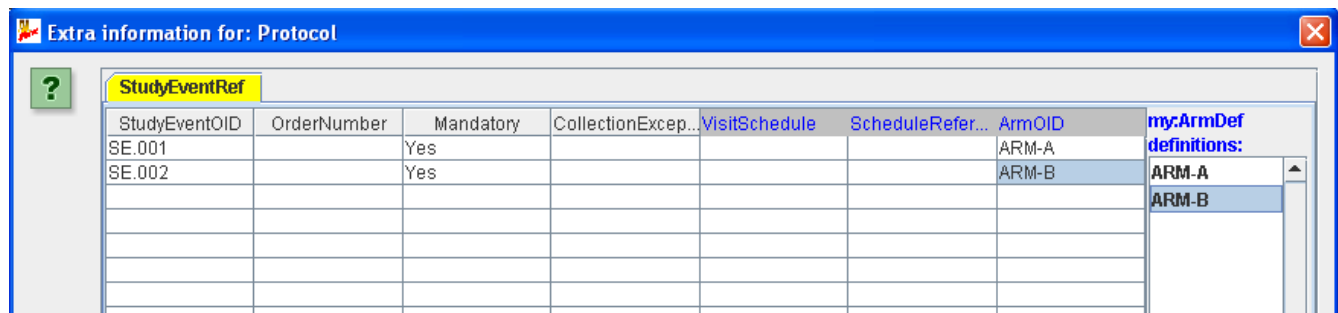 Extra information for: Protocol
?
StudyEventRef
StudyEventOID OrderNumber Mandatory CollectionExcep... VisitSchedule ScheduleRefer... ArmOID
SE.001 Yes ARM-A
SE.002 Yes ARM-B
my:ArmDef
definitions:
ARM-A
ARM-B